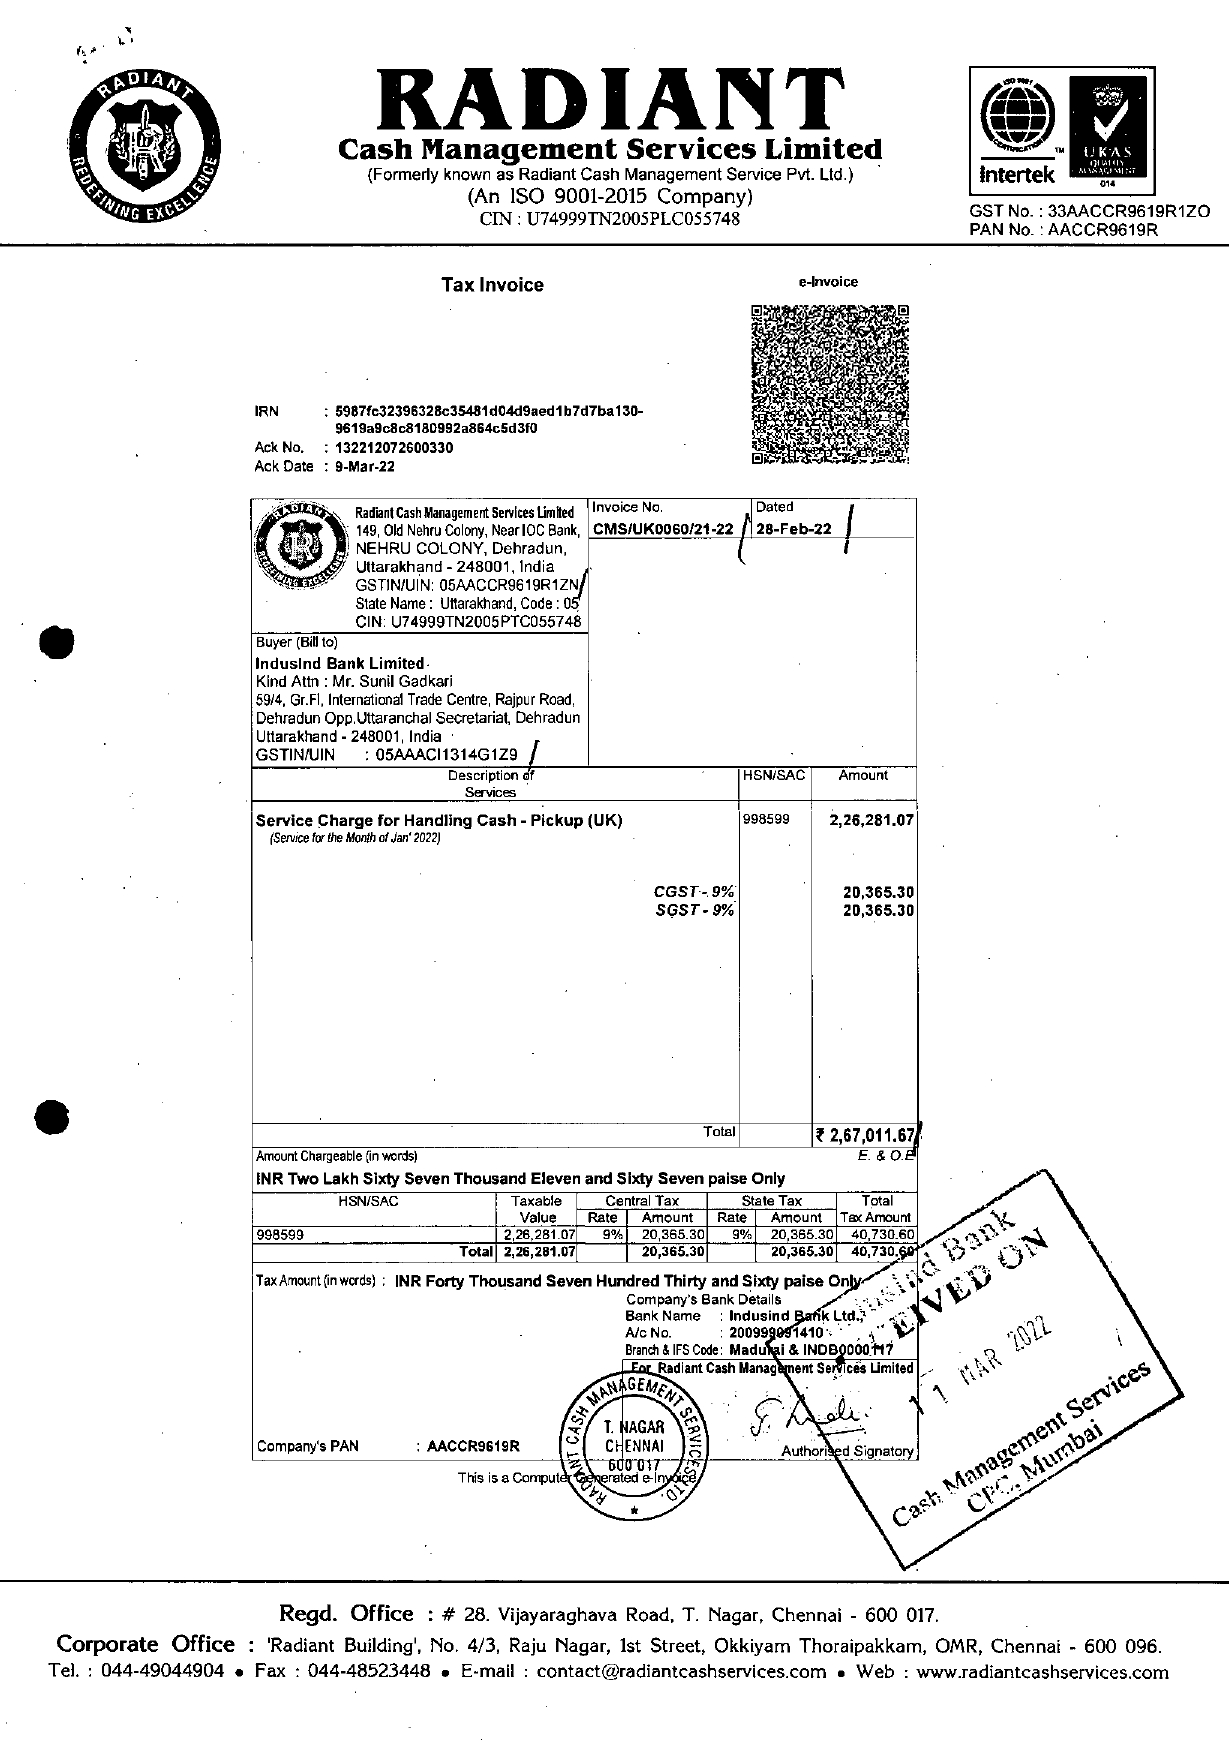 RADIANT
REDEFINING EXCELLENCE
R
RADIANT
Cash Management Services Limited
(Formerly known as Radiant Cash Management Service Pvt. Ltd.)
(An ISO 9001-2015 Company)
CIN : U74999TN2005PLC055748
ISO 9001
CERTIFICATION
TM
Intertek
UKAS
QUALITY
MANAGEMENT
014
GST No. : 33AACCR9619R1ZO
PAN No. : AACCR9619R
Tax Invoice
e-Invoice
IRN : 5987fc32396328c35481d04d9aed1b7d7ba130-
9619a9c8c8180992a864c5d3f0
Ack No. : 132212072600330
Ack Date : 9-Mar-22
RADIANT
REDEFINING EXCELLENCE
R
Radiant Cash Management Services Limited
149, Old Nehru Colony, Near IOC Bank,
NEHRU COLONY, Dehradun,
Uttarakhand - 248001, India
GSTIN/UIN: 05AACCR9619R1ZN
State Name : Uttarakhand, Code : 05
CIN: U74999TN2005PTC055748
Invoice No. Dated
CMS/UK0060/21-22 28-Feb-22
Buyer (Bill to)
IndusInd Bank Limited
Kind Attn : Mr. Sunil Gadkari
59/4, Gr.Fl, International Trade Centre, Rajpur Road,
Dehradun Opp.Uttaranchal Secretariat, Dehradun
Uttarakhand - 248001, India
GSTIN/UIN : 05AAACI1314G1Z9
Description of HSN/SAC Amount
Services
Service Charge for Handling Cash - Pickup (UK) 998599 2,26,281.07
(Service for the Month of Jan' 2022)
CGST - 9% 20,365.30
SGST - 9% 20,365.30
Total ₹ 2,67,011.67
Amount Chargeable (in words) E. & O.E
INR Two Lakh Sixty Seven Thousand Eleven and Sixty Seven paise Only
HSN/SAC Taxable Central Tax State Tax Total
Value Rate Amount Rate Amount Tax Amount
998599 2,26,281.07 9% 20,365.30 9% 20,365.30 40,730.60
Total 2,26,281.07 20,365.30 20,365.30 40,730.60
Tax Amount (in words) : INR Forty Thousand Seven Hundred Thirty and Sixty paise Only
Company's Bank Details
Bank Name : Indusind Bank Ltd.,
A/c No. : 200999091410
Branch & IFS Code : Madurai & INDB0000117
For Radiant Cash Management Services Limited
Company's PAN : AACCR9619R
Authorised Signatory
This is a Computer Generated e-Invoice
RADIANT CASH MANAGEMENT SERVICES LTD.
T. NAGAR
CHENNAI
600 017
Bank
ON
11 MAR 2022
Cash Management Services
CPC, Mumbai
Regd. Office : # 28. Vijayaraghava Road, T. Nagar, Chennai - 600 017.
Corporate Office : 'Radiant Building', No. 4/3, Raju Nagar, 1st Street, Okkiyam Thoraipakkam, OMR, Chennai - 600 096.
Tel. : 044-49044904 • Fax : 044-48523448 • E-mail : contact@radiantcashservices.com • Web : www.radiantcashservices.com